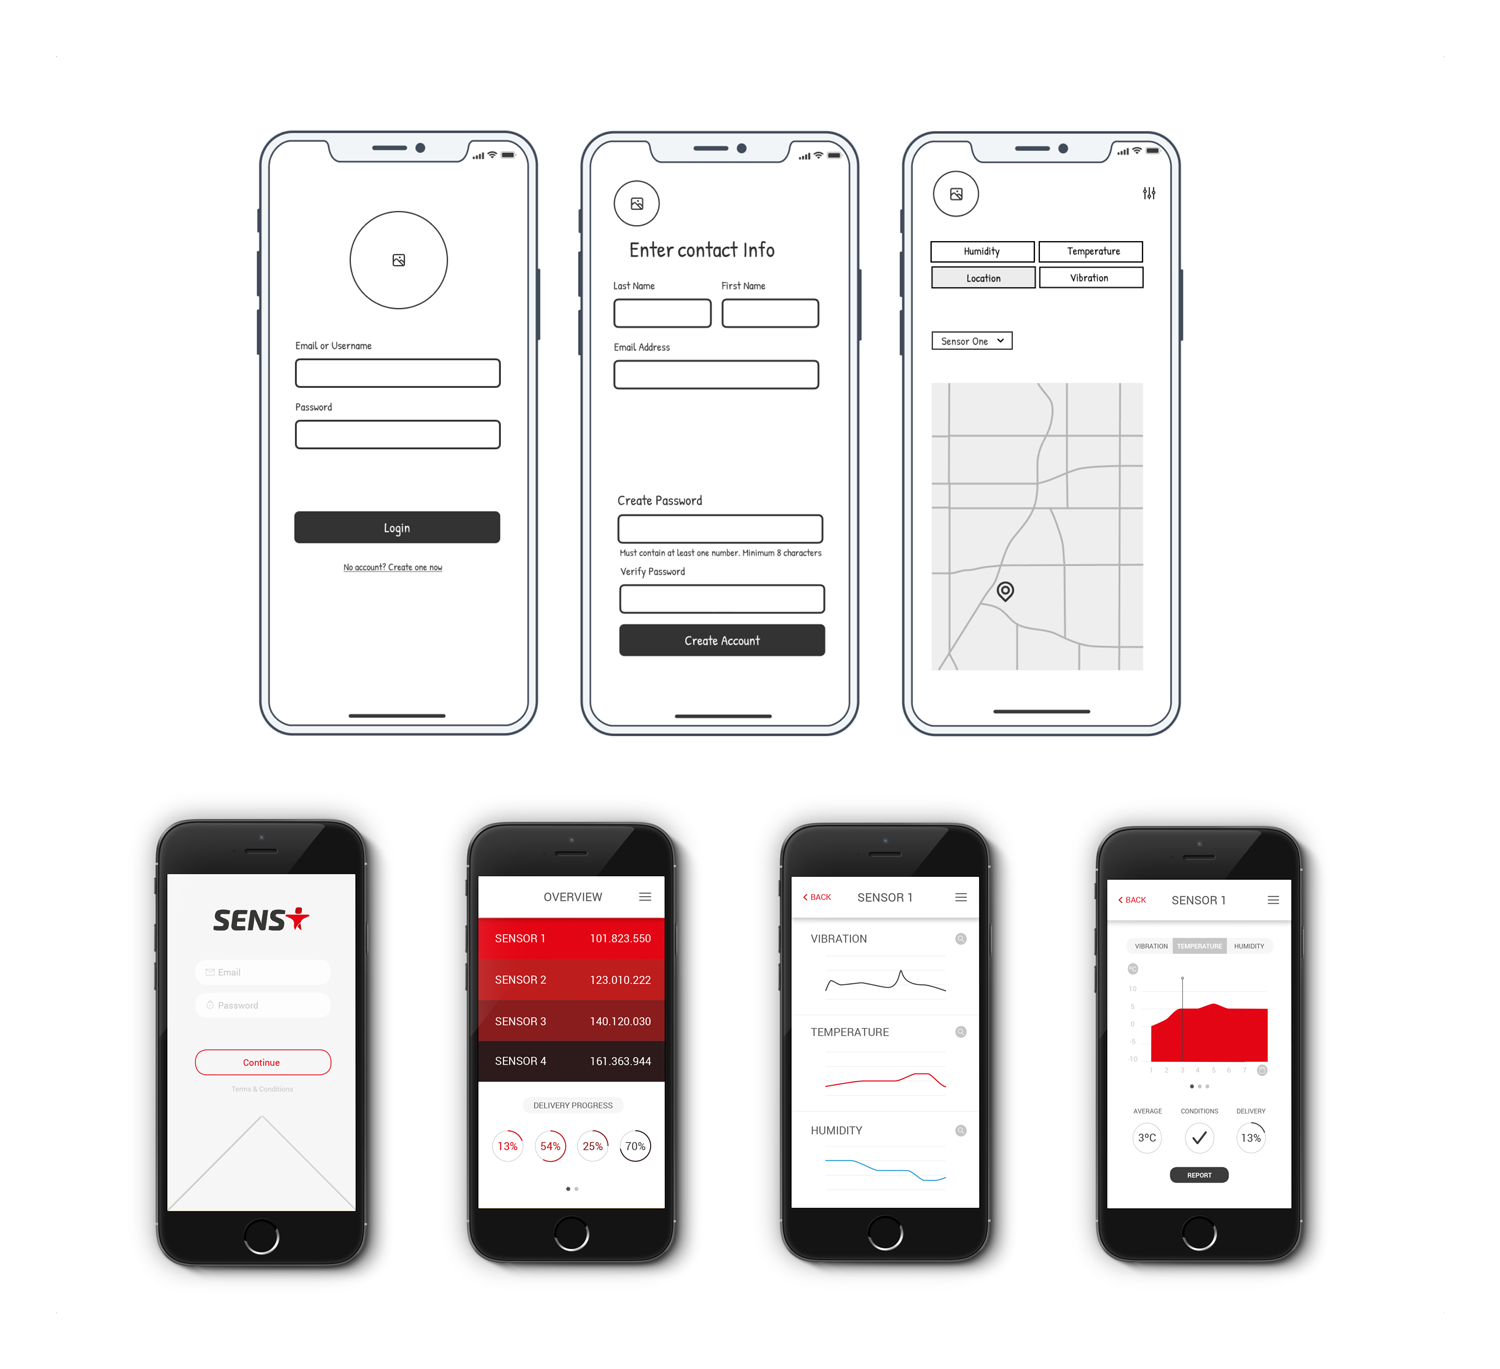 Email or Username
Password
Login
No account? Create one now
Enter contact Info
Last Name First Name
Email Address
Create Password
Must contain at least one number. Minimum 8 characters
Verify Password
Create Account
Humidity Temperature
Location Vibration
Sensor One
SENS
Email
Password
Continue
Terms & Conditions
OVERVIEW
SENSOR 1 101.823.550
SENSOR 2 123.010.222
SENSOR 3 140.120.030
SENSOR 4 161.363.944
DELIVERY PROGRESS
13% 54% 25% 70%
BACK SENSOR 1
VIBRATION
TEMPERATURE
HUMIDITY
BACK SENSOR 1
VIBRATION TEMPERATURE HUMIDITY
ºC
10
5
0
-5
-10
1 2 3 4 5 6 7
AVERAGE CONDITIONS DELIVERY
3ºC 13%
REPORT